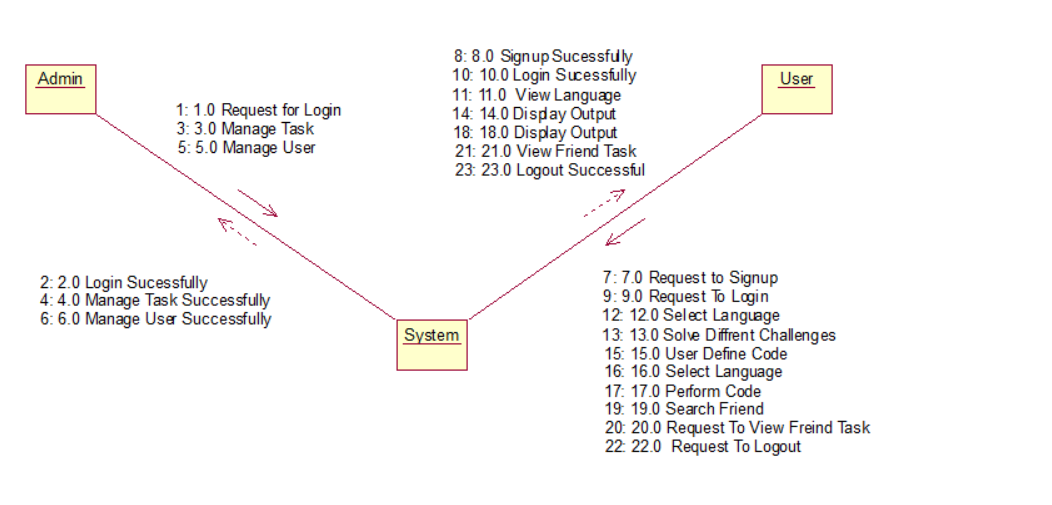 Admin
1: 1.0 Request for Login
3: 3.0 Manage Task
5: 5.0 Manage User
8: 8.0 Signup Sucessfully
10: 10.0 Login Sucessfully
11: 11.0 View Language
14: 14.0 Display Output
18: 18.0 Display Output
21: 21.0 View Friend Task
23: 23.0 Logout Successful
User
2: 2.0 Login Sucessfully
4: 4.0 Manage Task Successfully
6: 6.0 Manage User Successfully
System
7: 7.0 Request to Signup
9: 9.0 Request To Login
12: 12.0 Select Language
13: 13.0 Solve Diffrent Challenges
15: 15.0 User Define Code
16: 16.0 Select Language
17: 17.0 Perform Code
19: 19.0 Search Friend
20: 20.0 Request To View Freind Task
22: 22.0 Request To Logout